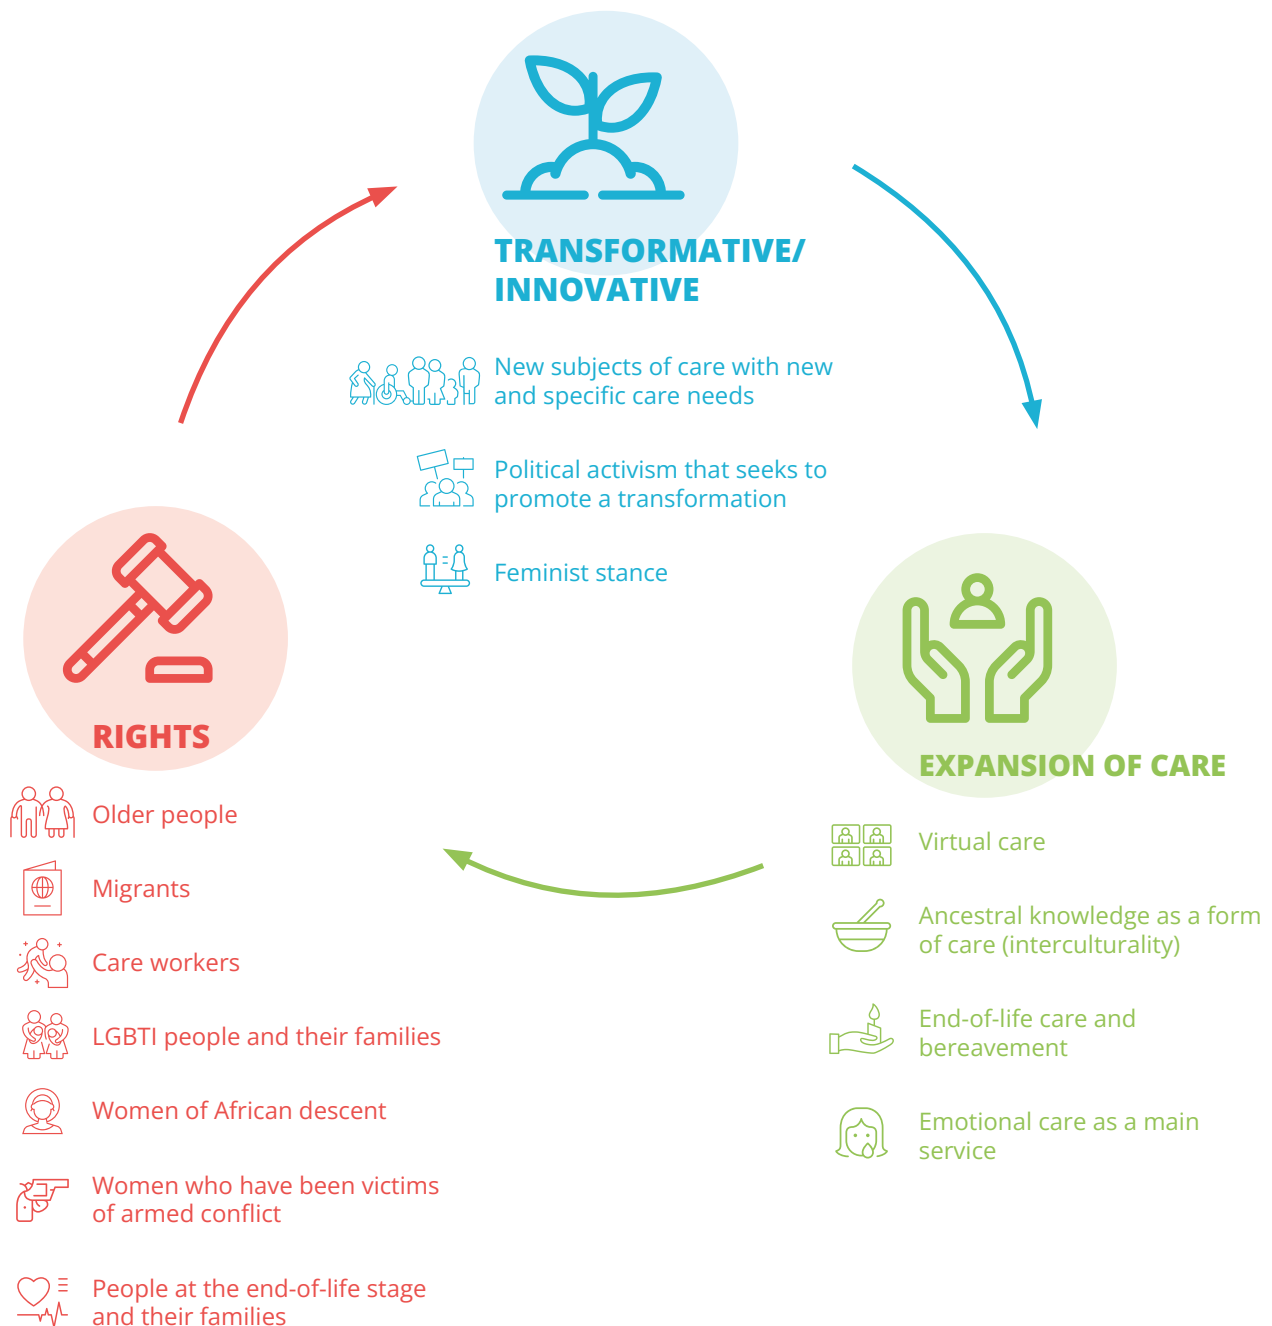 TRANSFORMATIVE/
INNOVATIVE
New subjects of care with new
and specific care needs
Political activism that seeks to
promote a transformation
Feminist stance
RIGHTS
Older people
Migrants
Care workers
LGBTI people and their families
Women of African descent
Women who have been victims
of armed conflict
People at the end-of-life stage
and their families
EXPANSION OF CARE
Virtual care
Ancestral knowledge as a form
of care (interculturality)
End-of-life care and
bereavement
Emotional care as a main
service